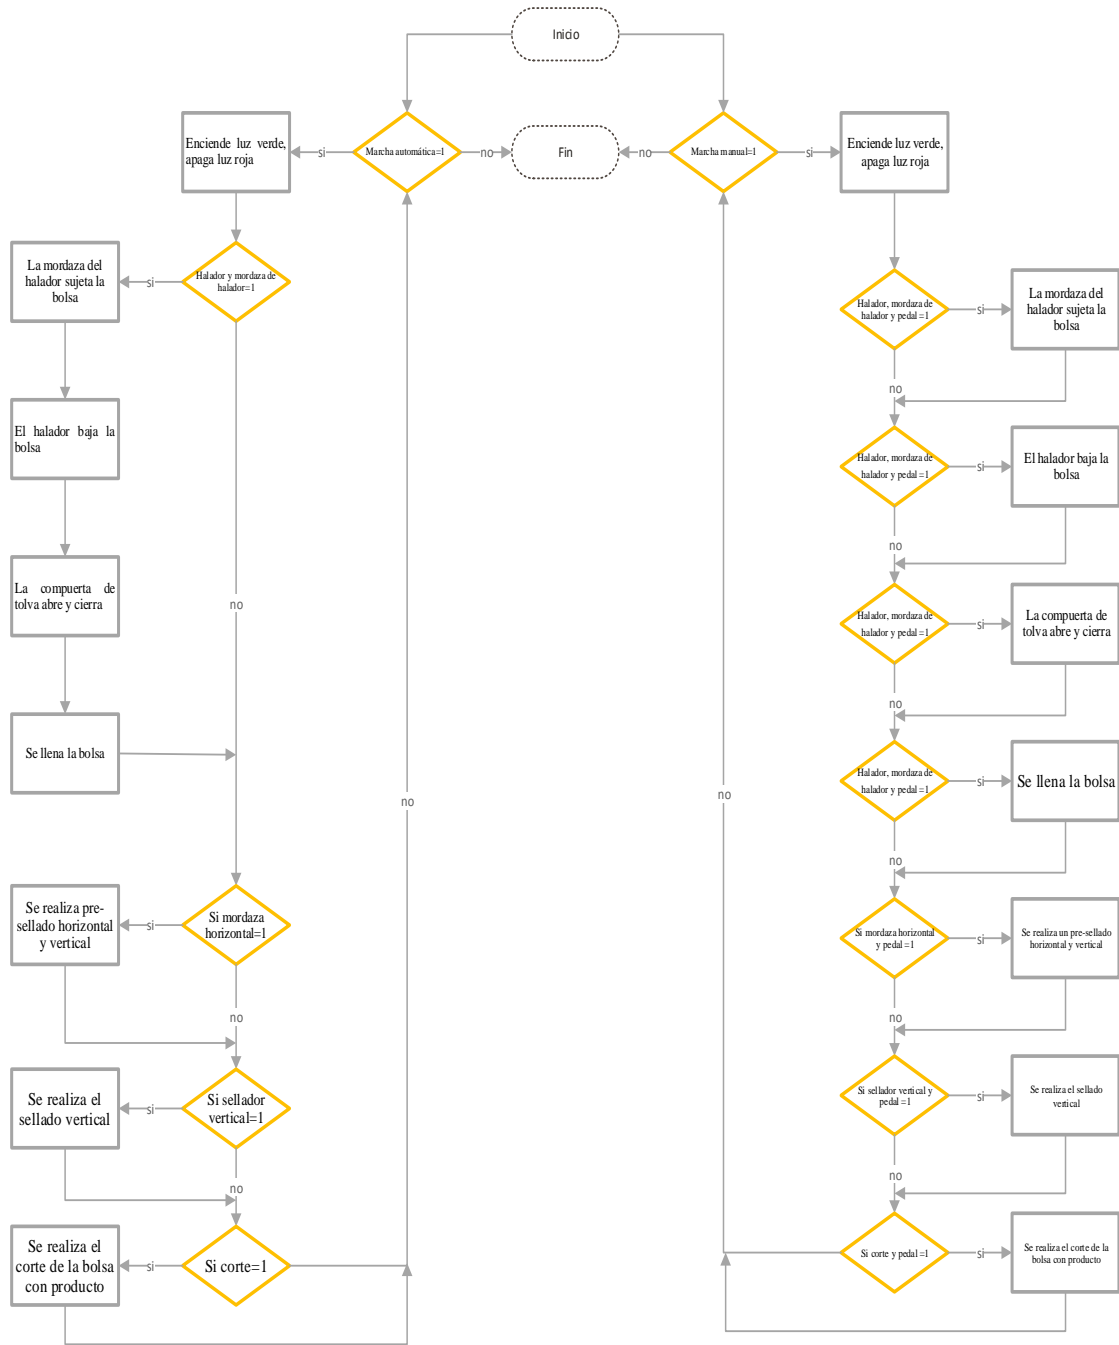 Inicio
Enciende luz verde,
apaga luz roja
si
Marcha automática=1
no
Fin
no
Marcha manual=1
si
Enciende luz verde,
apaga luz roja
La mordaza del
halador sujeta la
bolsa
si
Halador y mordaza de
halador=1
El halador baja la
bolsa
La compuerta de
tolva abre y cierra
no
Se llena la bolsa
Se realiza pre-
sellado horizontal
y vertical
si
Si mordaza
horizontal=1
no
Se realiza el
sellado vertical
si
Si sellador
vertical=1
no
Se realiza el
corte de la bolsa
con producto
si
Si corte=1
no
Halador, mordaza de
halador y pedal =1
si
La mordaza del
halador sujeta la
bolsa
no
Halador, mordaza de
halador y pedal =1
si
El halador baja la
bolsa
no
Halador, mordaza de
halador y pedal =1
si
La compuerta de
tolva abre y cierra
no
Halador, mordaza de
halador y pedal =1
si
Se llena la bolsa
no
no
Si mordaza horizontal
y pedal =1
si
Se realiza un pre-sellado
horizontal y vertical
no
Si sellador vertical y
pedal =1
si
Se realiza el sellado
vertical
no
Si corte y pedal =1
si
Se realiza el corte de la
bolsa con producto